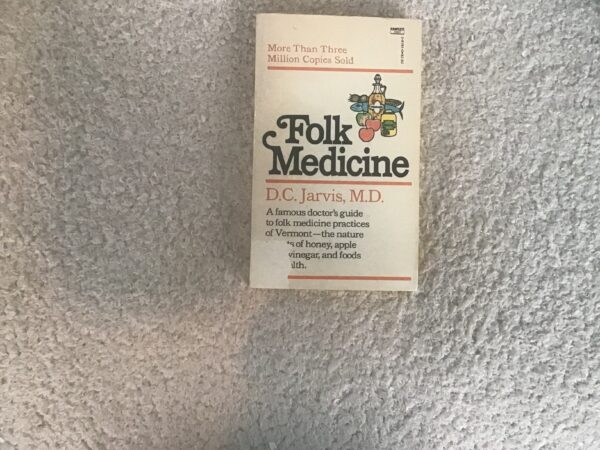 FAWCETT
More Than Three
Million Copies Sold
Folk
Medicine
D.C. Jarvis, M.D.
A famous doctor's guide
to folk medicine practices
of Vermont—the nature
of honey, apple
vinegar, and foods